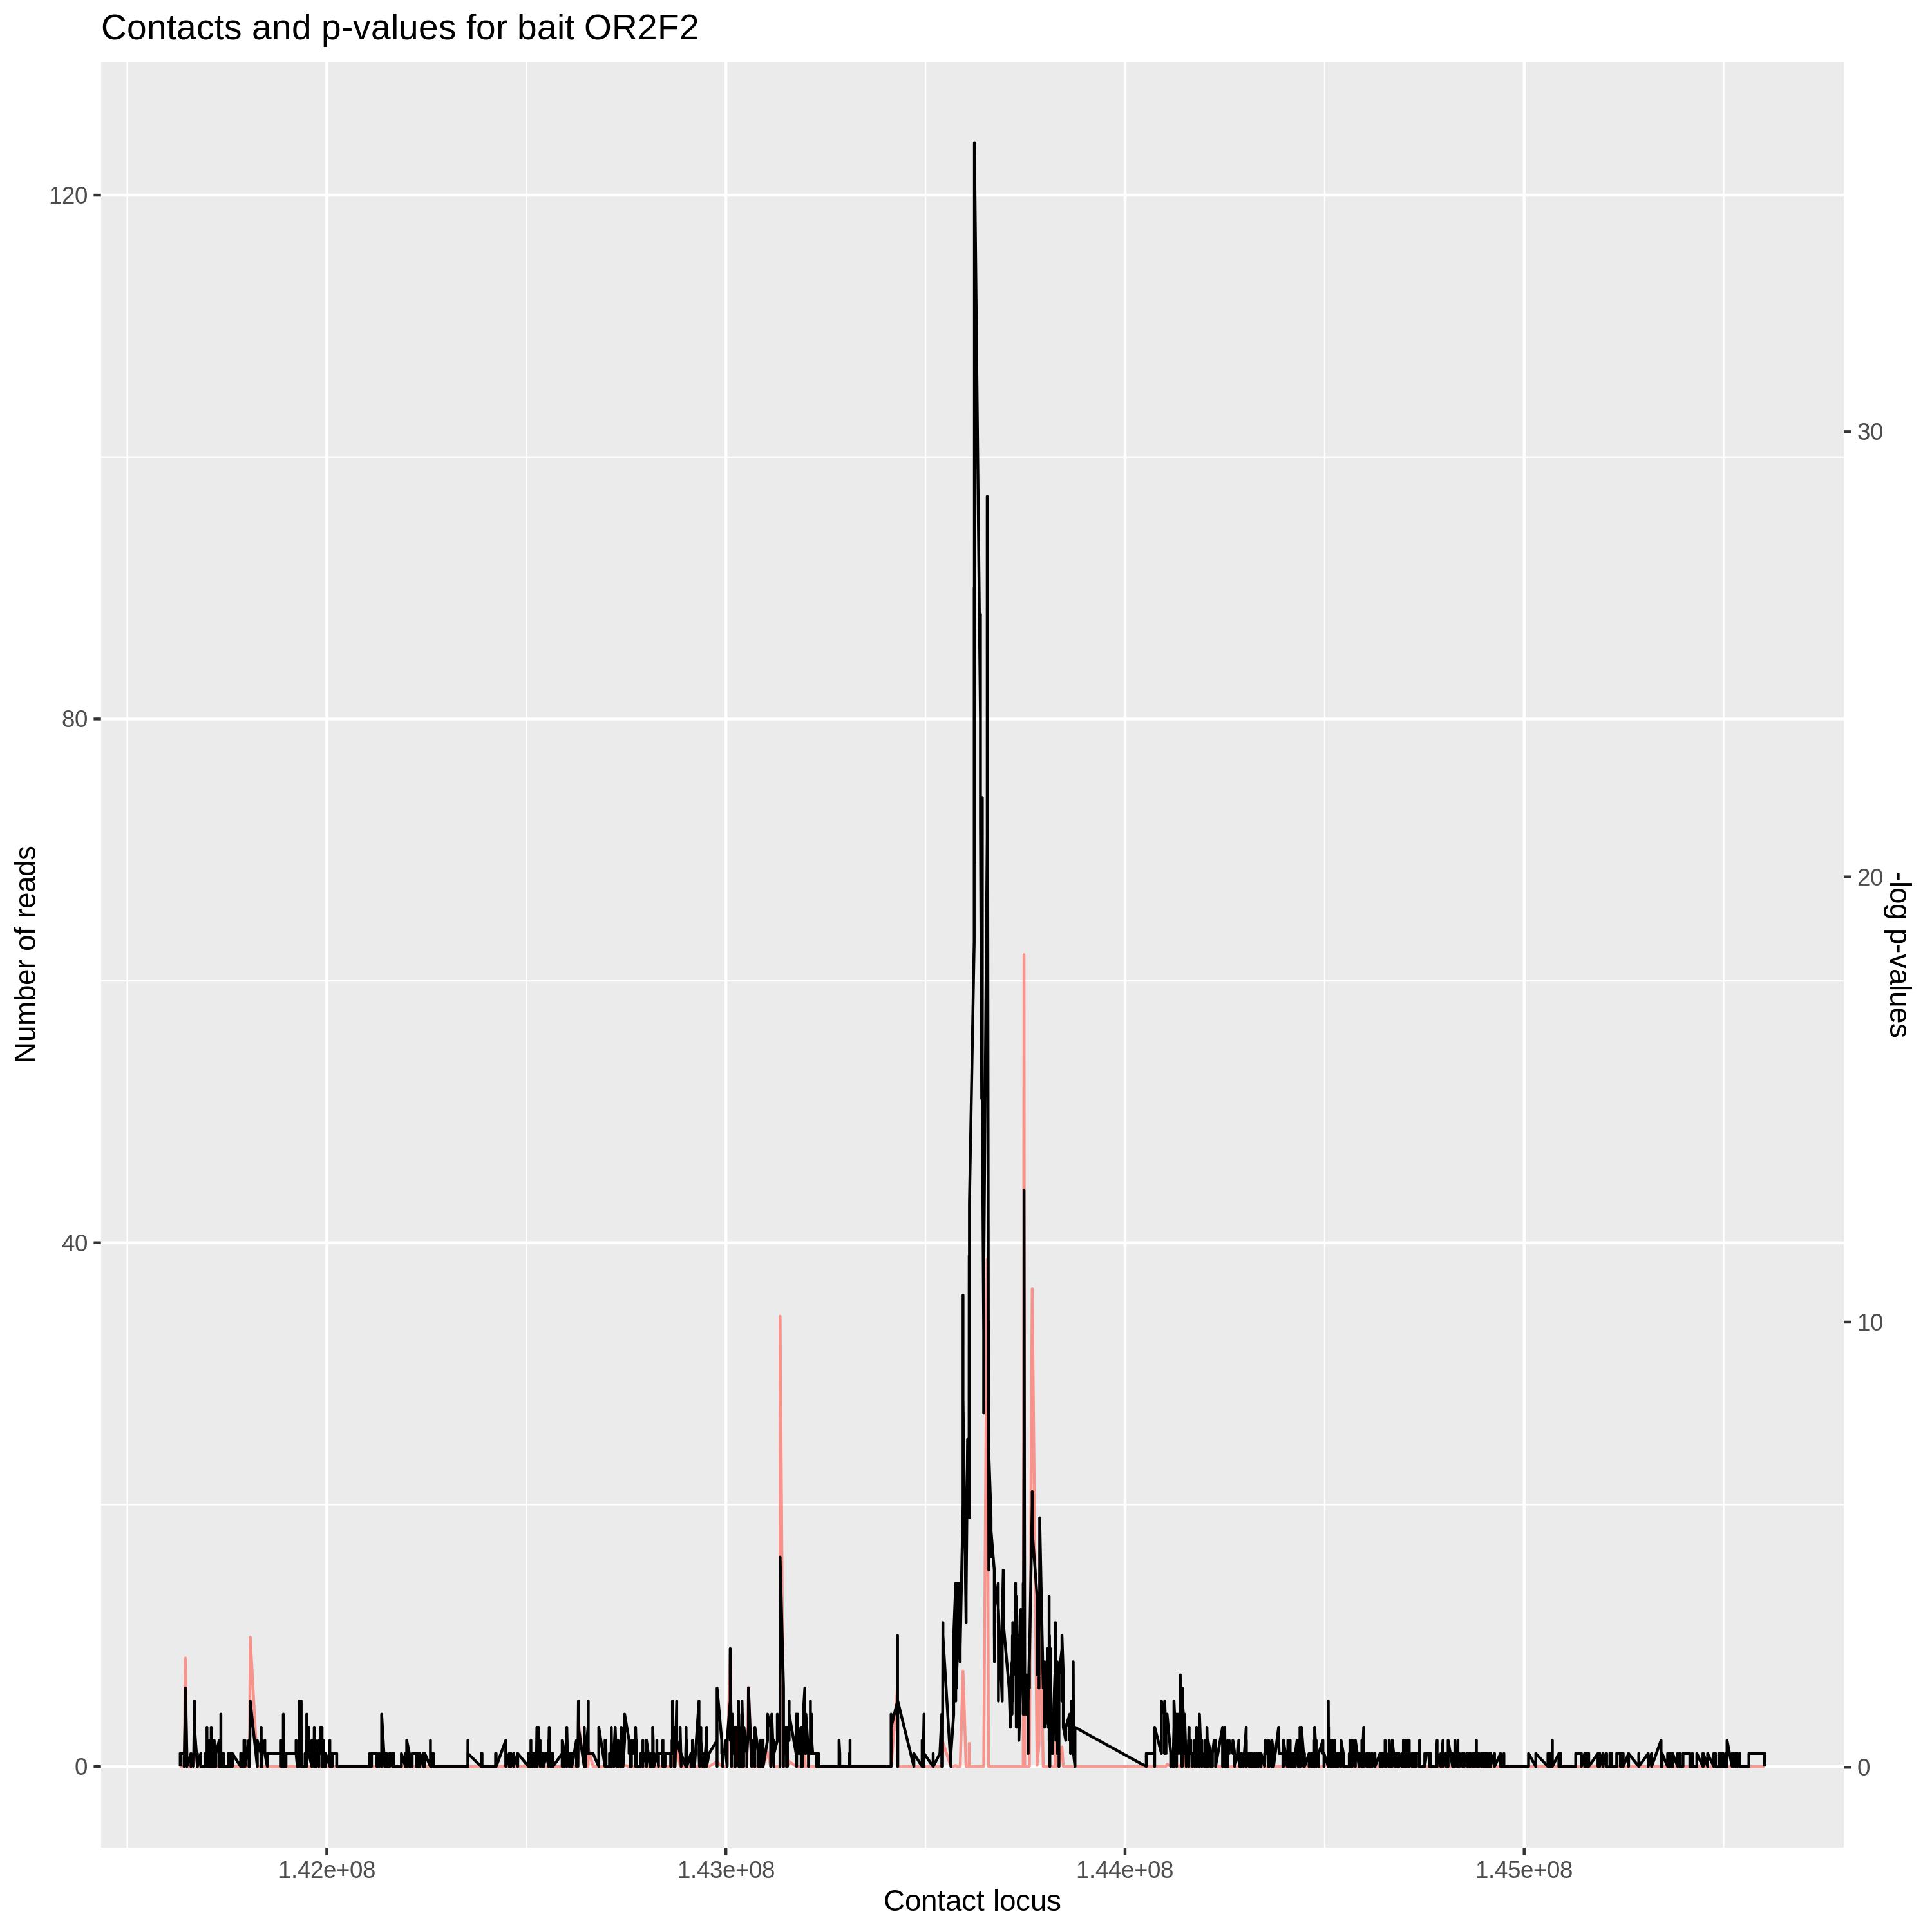 Contacts and p-values for bait OR2F2
120
80
40
0
Number of reads
30
20
10
0
-log p-values
1.42e+08 1.43e+08 1.44e+08 1.45e+08
Contact locus